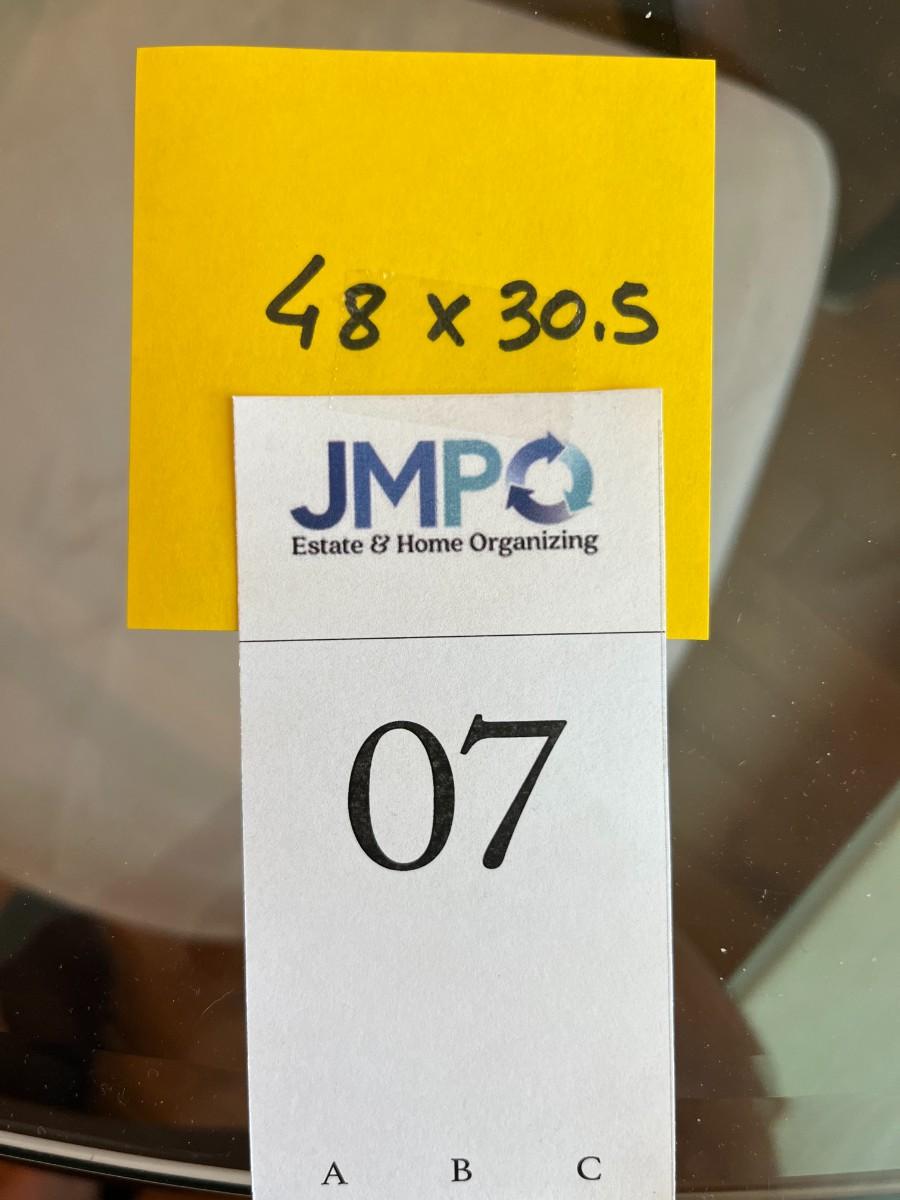 48 x 30.5
JMPO
Estate & Home Organizing
07
A B C